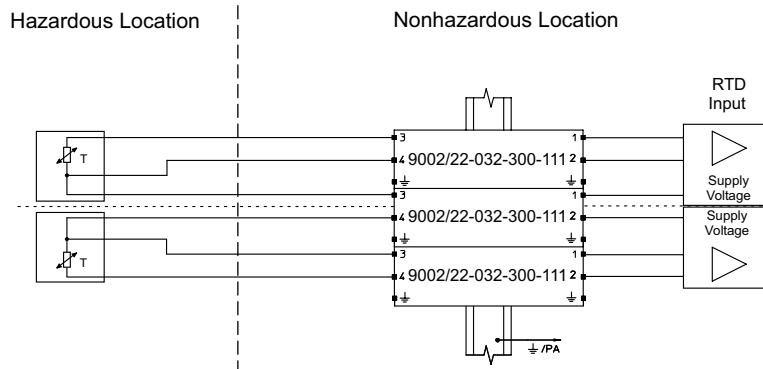 Hazardous Location
Nonhazardous Location
RTD
Input
3 1
T 4 9002/22-032-300-111 2
3 1
Supply
Voltage
4 9002/22-032-300-111 2
Supply
Voltage
3 1
T 4 9002/22-032-300-111 2
/PA